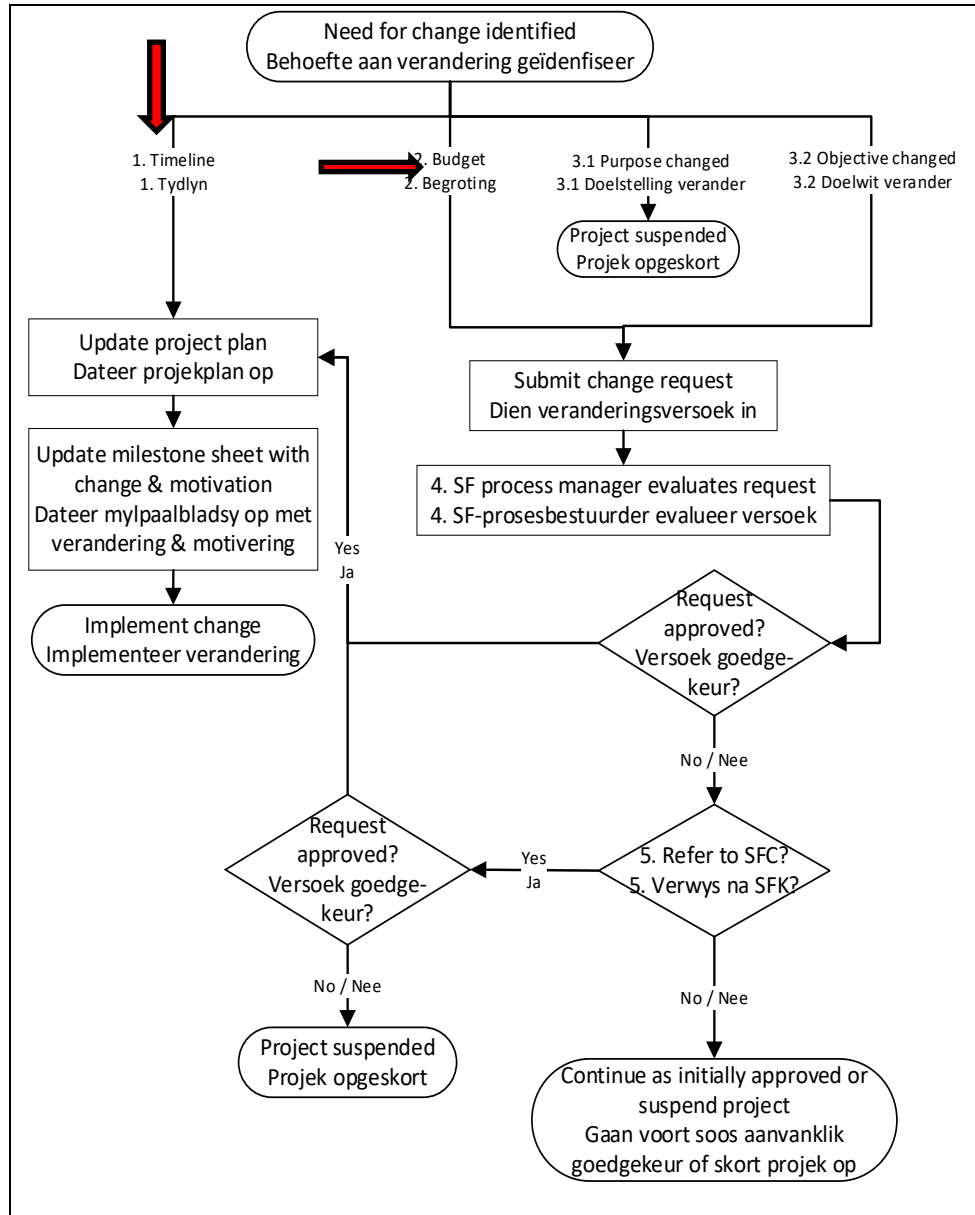 Need for change identified
Behoefte aan verandering geïdenfiseer
1. Timeline
1. Tydlyn
2. Budget
2. Begroting
3.1 Purpose changed
3.1 Doelstelling verander
3.2 Objective changed
3.2 Doelwit verander
Project suspended
Projek opgeskort
Update project plan
Dateer projekplan op
Submit change request
Dien veranderingsversoek in
Update milestone sheet with
change & motivation
Dateer mylpaalbladsy op met
verandering & motivering
4. SF process manager evaluates request
4. SF-prosesbestuurder evalueer versoek
Yes
Ja
Request
approved?
Versoek goedge-
keur?
Implement change
Implementeer verandering
No / Nee
Request
approved?
Versoek goedge-
keur?
Yes
Ja
5. Refer to SFC?
5. Verwys na SFK?
No / Nee
No / Nee
Project suspended
Projek opgeskort
Continue as initially approved or
suspend project
Gaan voort soos aanvanklik
goedgekeur of skort projek op